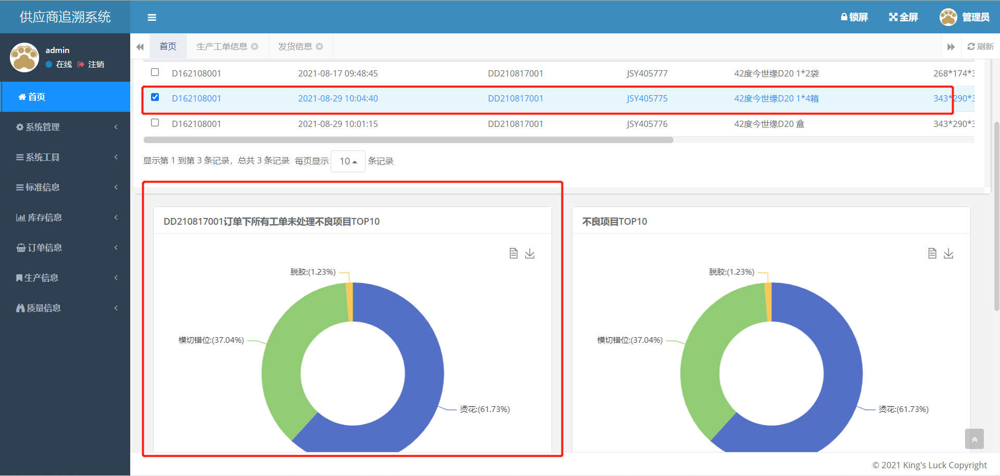 供应商追溯系统
锁屏
全屏
管理员
admin
在线
注销
首页
生产工单信息
发货信息
刷新
首页
系统管理
系统工具
标准信息
库存信息
订单信息
生产信息
质量信息
D162108001 2021-08-17 09:48:45 DD210817001 JSY405777 42度今世缘D20 1*2袋 268*174*3
D162108001 2021-08-29 10:04:40 DD210817001 JSY405775 42度今世缘D20 1*4箱 343*290*3
D162108001 2021-08-29 10:01:15 DD210817001 JSY405776 42度今世缘D20 盒 343*290*3
显示第 1 到第 3 条记录，总共 3 条记录 每页显示 10 条记录
DD210817001订单下所有工单未处理不良项目TOP10
脱胶:(1.23%)
模切错位:(37.04%)
烫花:(61.73%)
不良项目TOP10
脱胶:(1.23%)
模切错位:(37.04%)
烫花:(61.73%)
© 2021 King's Luck Copyright